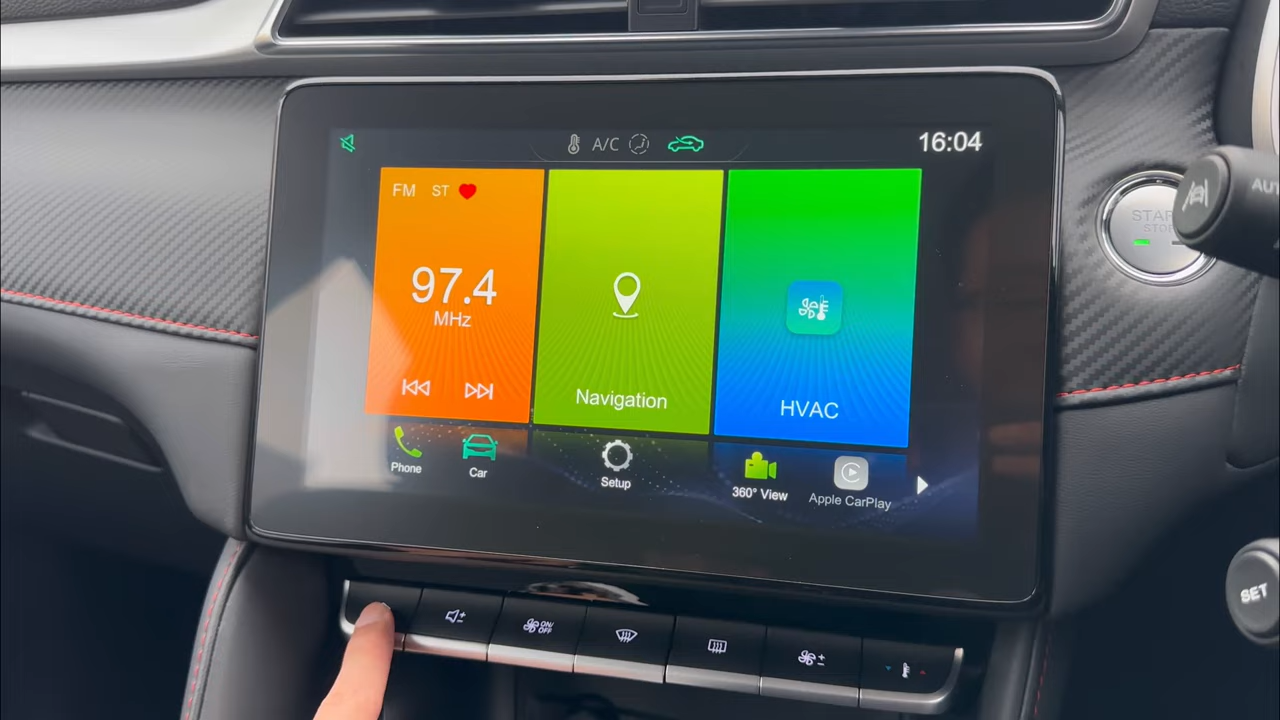 A/C
16:04
FM ST
97.4
MHz
Navigation
HVAC
Phone
Car
Setup
360° View
Apple CarPlay
STOP
ON/
OFF
SET